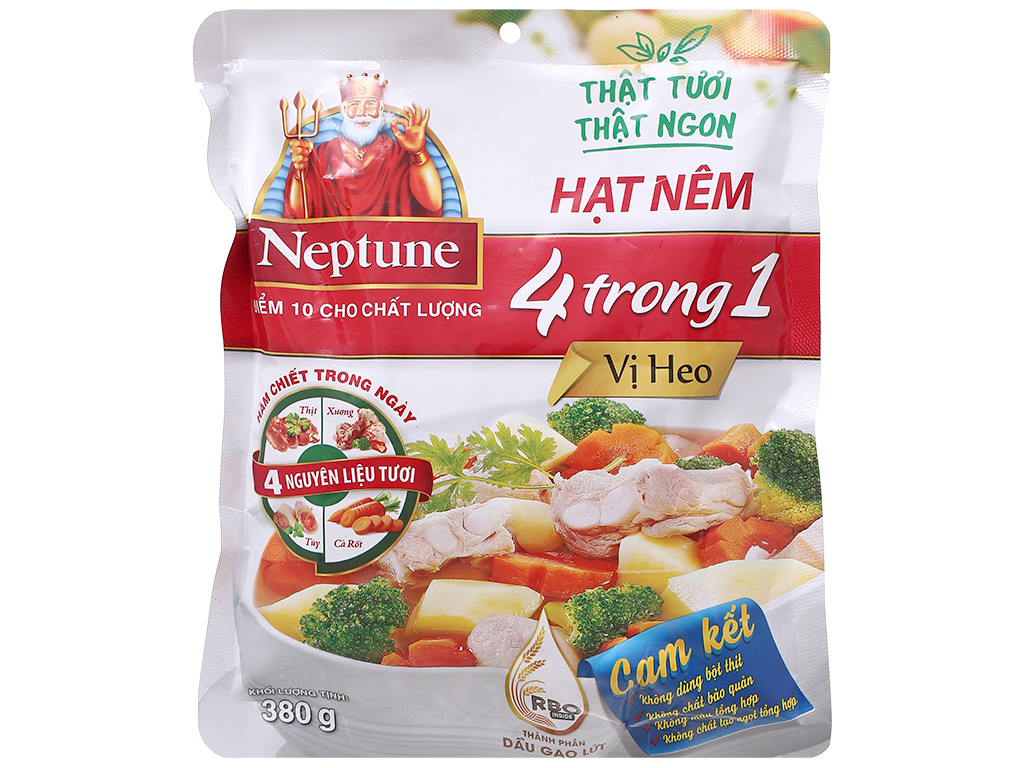 THẬT TƯƠI
THẬT NGON
HẠT NÊM
Neptune
4 trong 1
ĐIỂM 10 CHO CHẤT LƯỢNG
Vị Heo
HẦM CHIẾT TRONG NGÀY
Thịt
Xương
4 NGUYÊN LIỆU TƯƠI
Tủy
Cà Rốt
Cam kết
Không dùng bột thịt
Không chất bảo quản
Không màu tổng hợp
Không chất tạo ngọt tổng hợp
RBO
INSIDE
THÀNH PHẦN
DẦU GẠO LỨT
KHỐI LƯỢNG TỊNH:
380 g